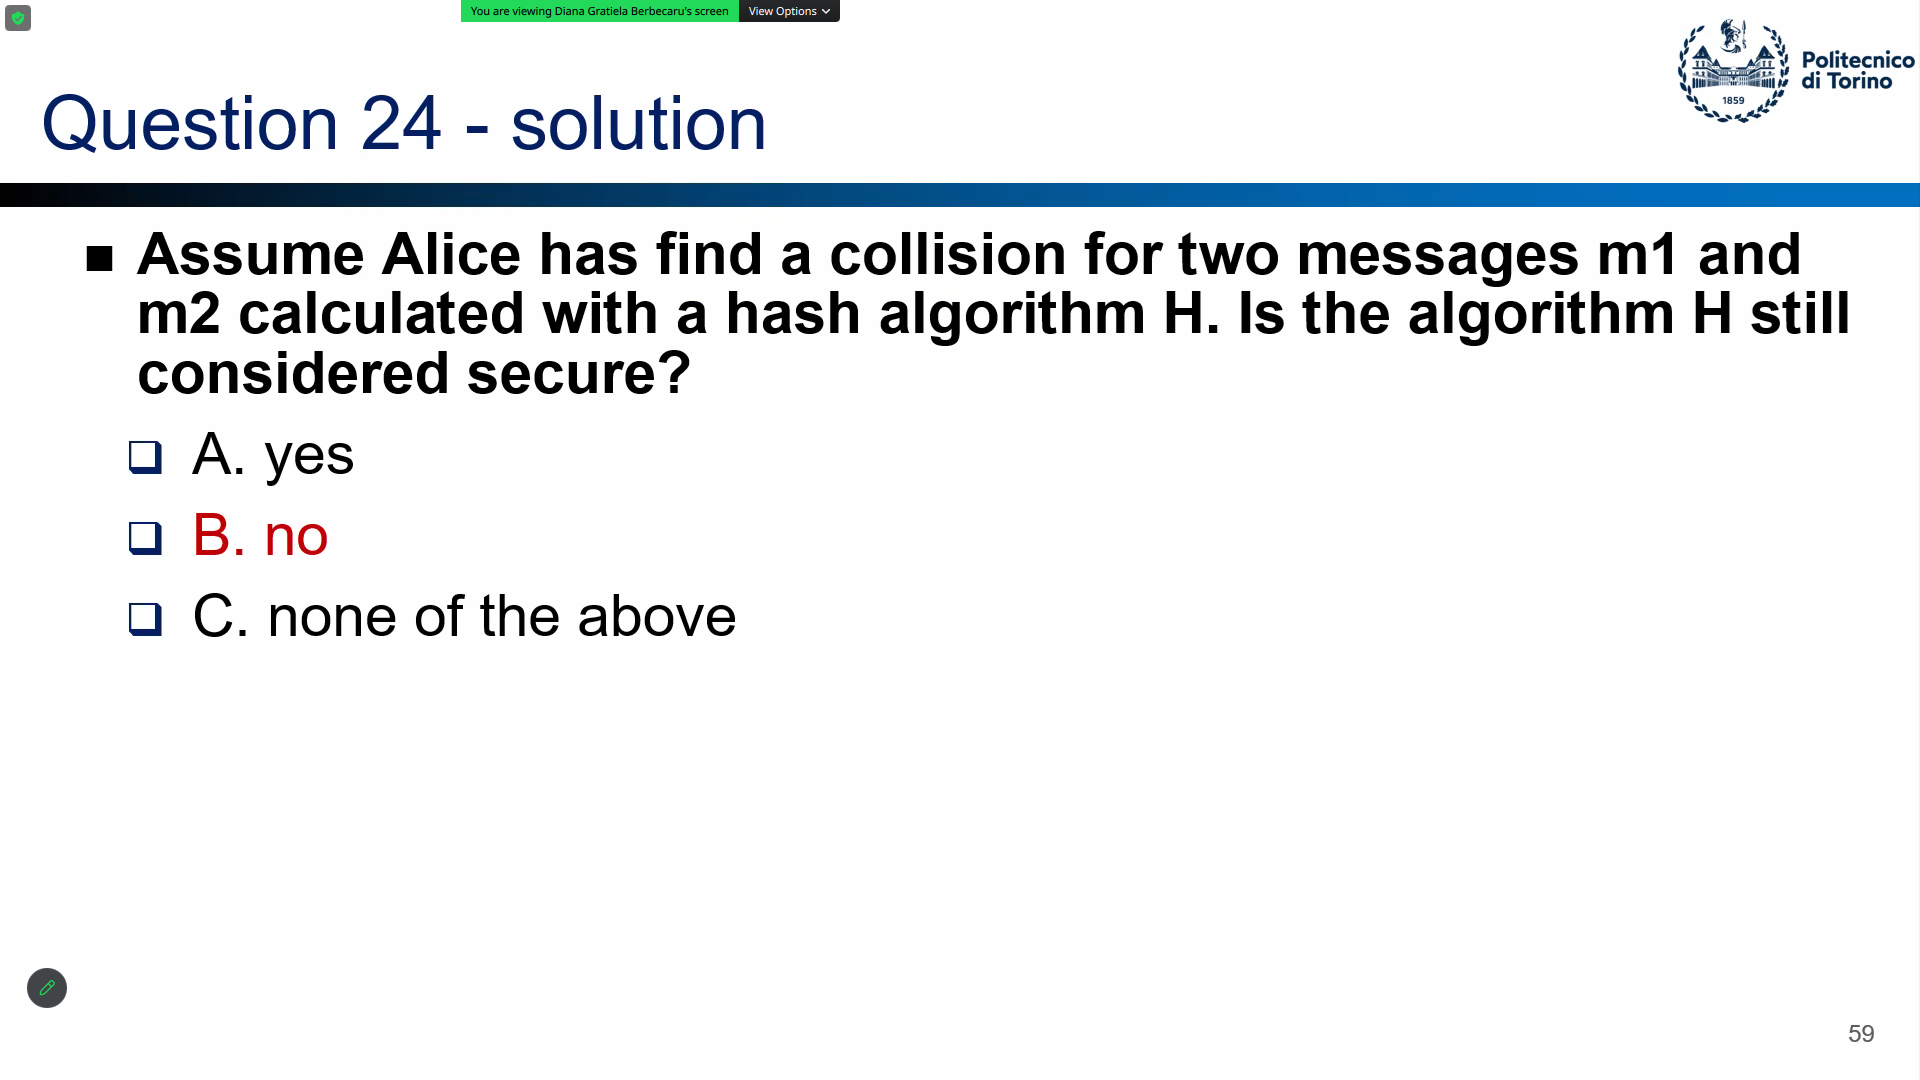 You are viewing Diana Gratiela Berbecaru's screen
View Options
1859
Politecnico
di Torino
Question 24 - solution
Assume Alice has find a collision for two messages m1 and
m2 calculated with a hash algorithm H. Is the algorithm H still
considered secure?
A. yes
B. no
C. none of the above
59